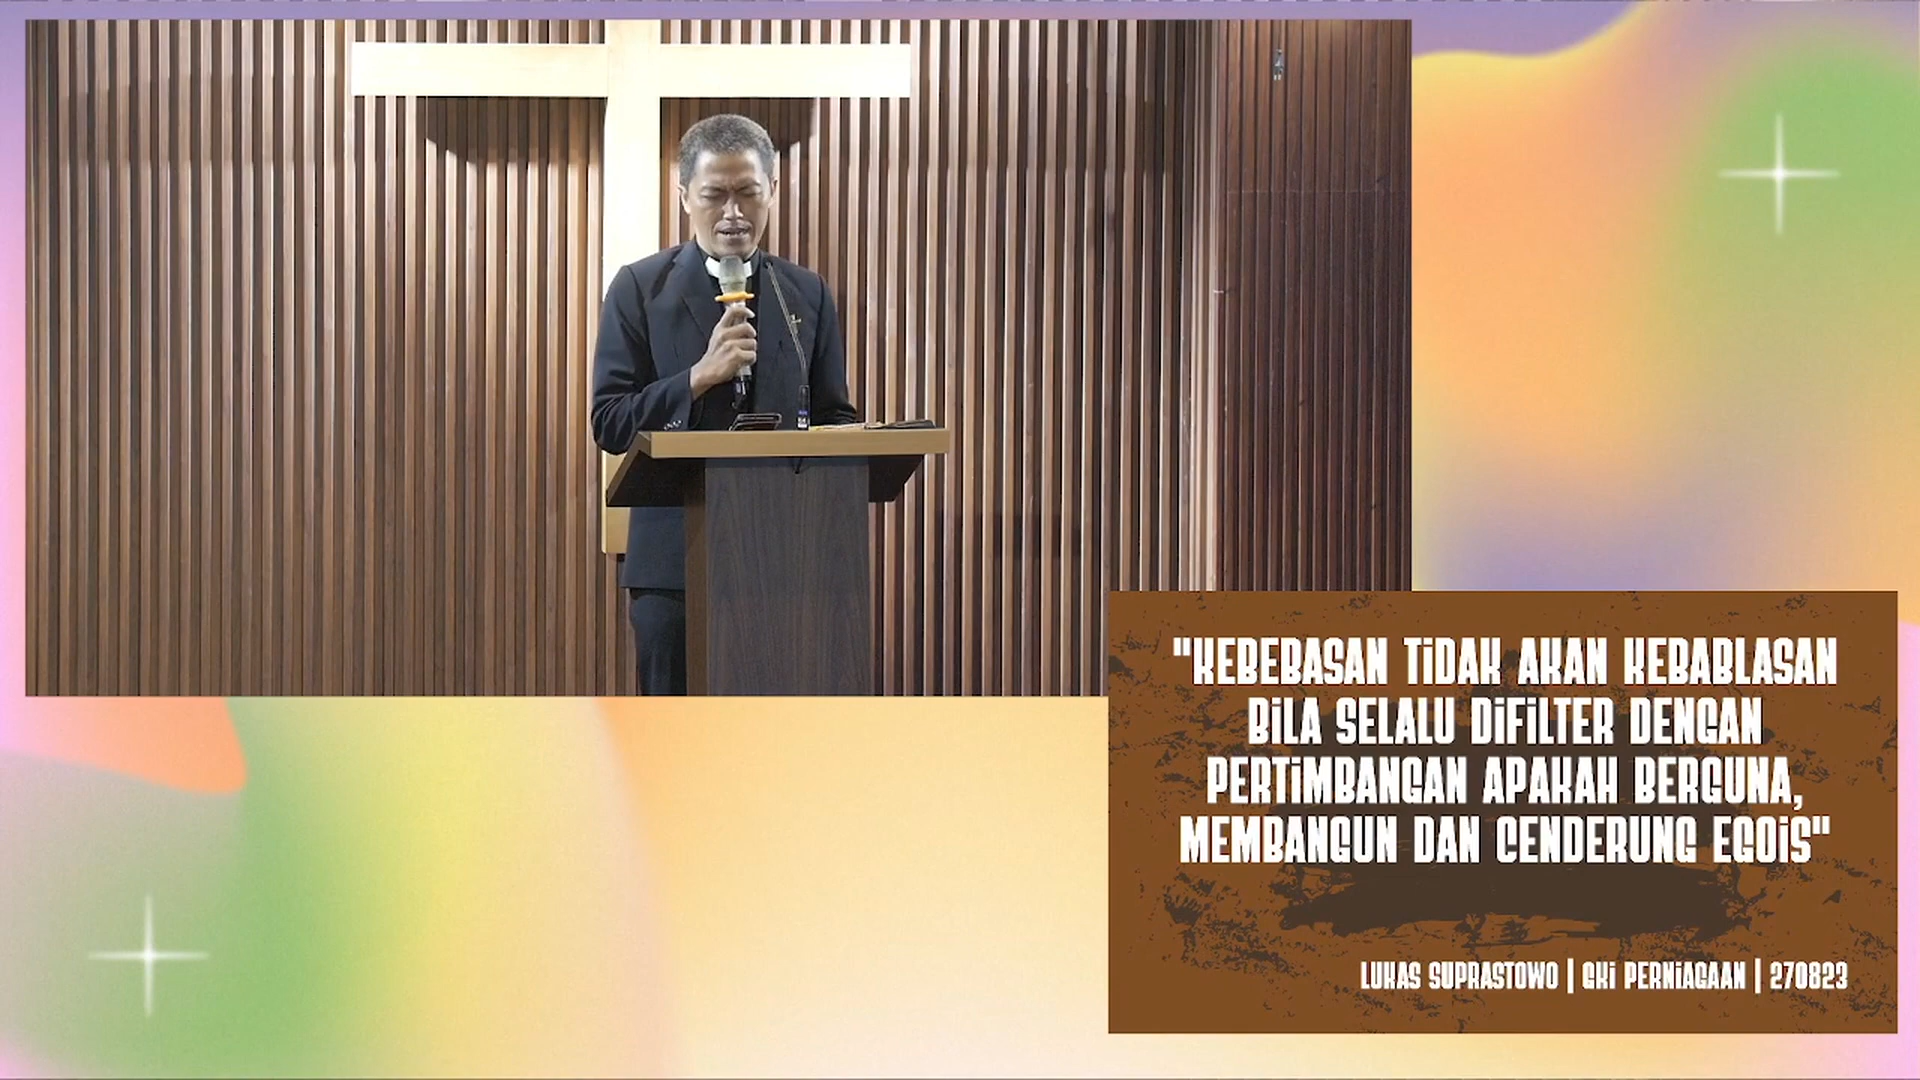 "KEBEBASAN TiDAK AKAN KEBABLASAN
BiLA SELALU DiFiLTER DENGAN
PERTiMBANGAN APAKAH BERGUNA,
MEMBANGUN DAN CENDERUNG EGOiS"
LUKAS SUPRASTOWO | GKi PERNiAGAAN | 270823